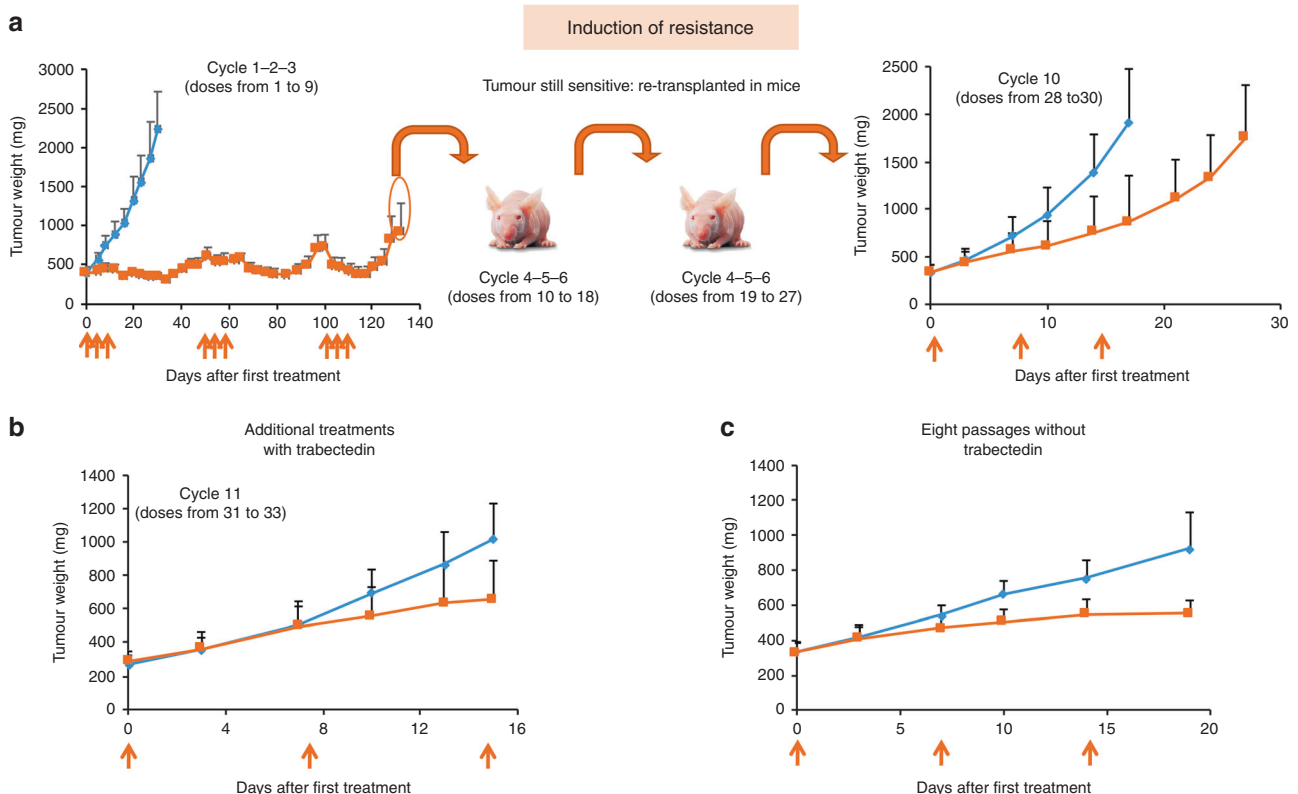 a
Induction of resistance
Cycle 1–2–3
(doses from 1 to 9)
Tumour weight (mg)
3000
2500
2000
1500
1000
500
0
0 20 40 60 80 100 120 140
Days after first treatment
Tumour still sensitive: re-transplanted in mice
Cycle 4–5–6
(doses from 10 to 18)
Cycle 4–5–6
(doses from 19 to 27)
Cycle 10
(doses from 28 to30)
Tumour weight (mg)
2500
2000
1500
1000
500
0
0 10 20 30
Days after first treatment
b
Additional treatments
with trabectedin
Cycle 11
(doses from 31 to 33)
Tumour weight (mg)
1400
1200
1000
800
600
400
200
0
0 4 8 12 16
Days after first treatment
c
Eight passages without
trabectedin
Tumour weight (mg)
1400
1200
1000
800
600
400
200
0
0 5 10 15 20
Days after first treatment